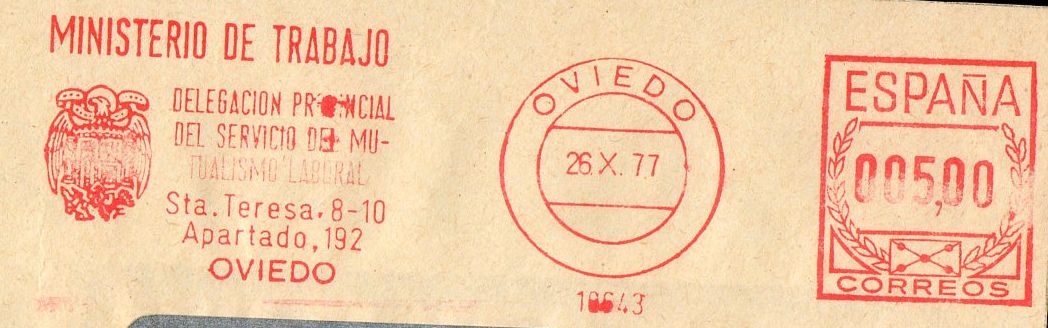 MINISTERIO DE TRABAJO
DELEGACION PROVINCIAL
DEL SERVICIO DEL MU-
TUALISMO LABORAL
Sta. Teresa, 8-10
Apartado, 192
OVIEDO
OVIEDO
26.X.77
ESPAÑA
005,00
CORREOS